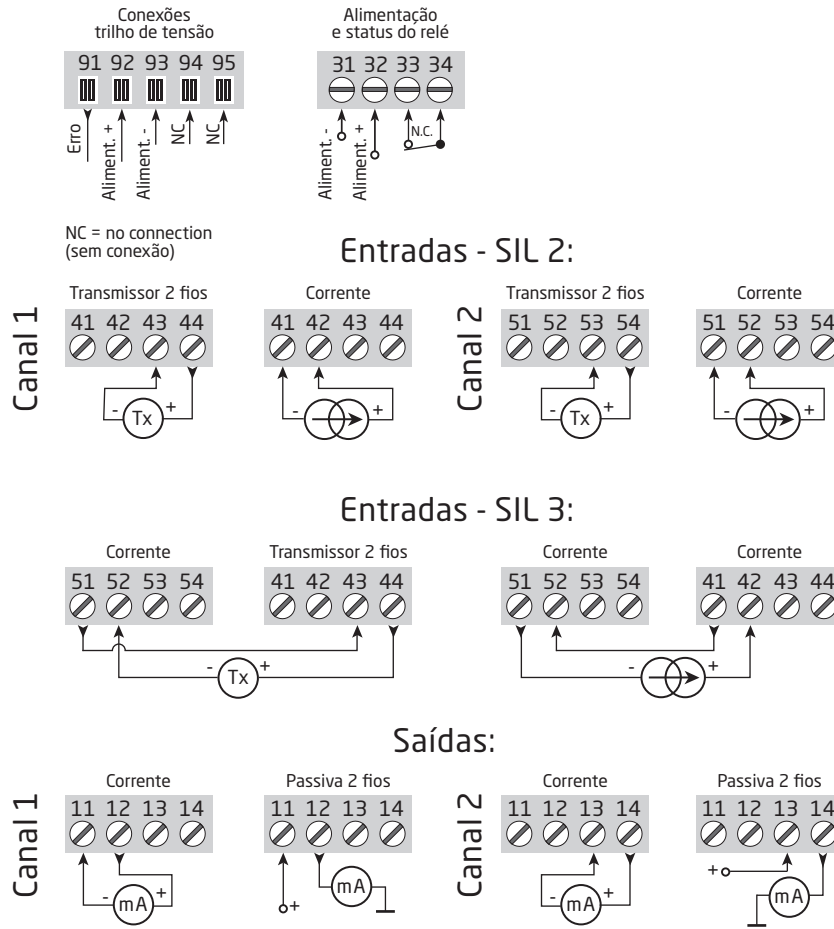 Conexões
trilho de tensão
91 92 93 94 95
Erro
Aliment. +
Aliment. -
NC
NC
NC = no connection
(sem conexão)
Alimentação
e status do relé
31 32 33 34
Aliment. -
Aliment. +
N.C.
Entradas - SIL 2:
Canal 1
Transmissor 2 fios
41 42 43 44
- Tx +
Corrente
41 42 43 44
- +
Canal 2
Transmissor 2 fios
51 52 53 54
- Tx +
Corrente
51 52 53 54
- +
Entradas - SIL 3:
Corrente
51 52 53 54
Transmissor 2 fios
41 42 43 44
- Tx +
Corrente
51 52 53 54
Corrente
41 42 43 44
- +
Saídas:
Canal 1
Corrente
11 12 13 14
- mA +
Passiva 2 fios
11 12 13 14
+
mA
Canal 2
Corrente
11 12 13 14
- mA +
Passiva 2 fios
11 12 13 14
+
mA